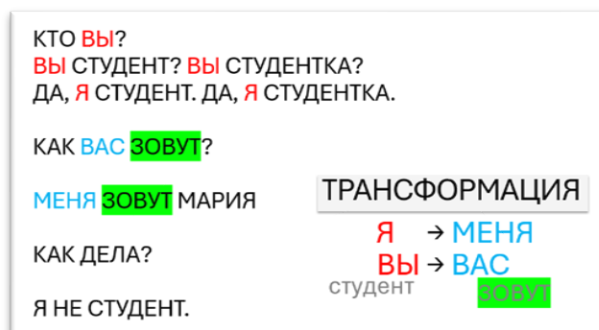 КТО ВЫ?
ВЫ СТУДЕНТ? ВЫ СТУДЕНТКА?
ДА, Я СТУДЕНТ. ДА, Я СТУДЕНТКА.
КАК ВАС ЗОВУТ?
МЕНЯ ЗОВУТ МАРИЯ
КАК ДЕЛА?
Я НЕ СТУДЕНТ.
ТРАНСФОРМАЦИЯ
Я → МЕНЯ
ВЫ → ВАС
студент ЗОВУТ